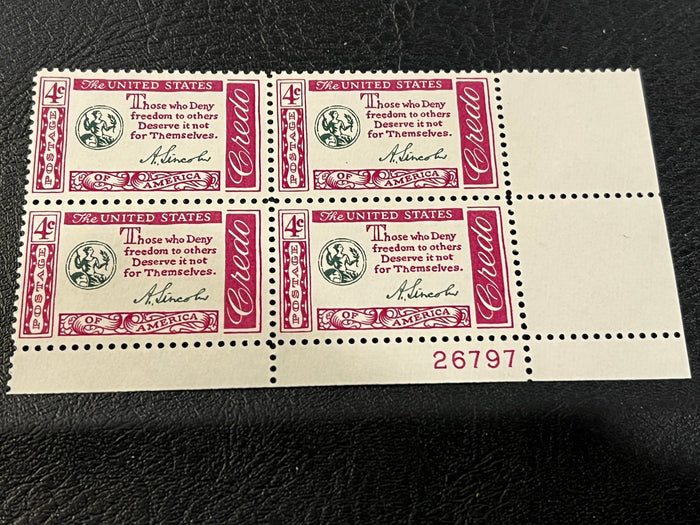 The UNITED STATES
4c
POSTAGE
Those who Deny
freedom to others
Deserve it not
for Themselves.
A. Lincoln
Credo
OF AMERICA
The UNITED STATES
4c
POSTAGE
Those who Deny
freedom to others
Deserve it not
for Themselves.
A. Lincoln
Credo
OF AMERICA
The UNITED STATES
4c
POSTAGE
Those who Deny
freedom to others
Deserve it not
for Themselves.
A. Lincoln
Credo
OF AMERICA
The UNITED STATES
4c
POSTAGE
Those who Deny
freedom to others
Deserve it not
for Themselves.
A. Lincoln
Credo
OF AMERICA
26797